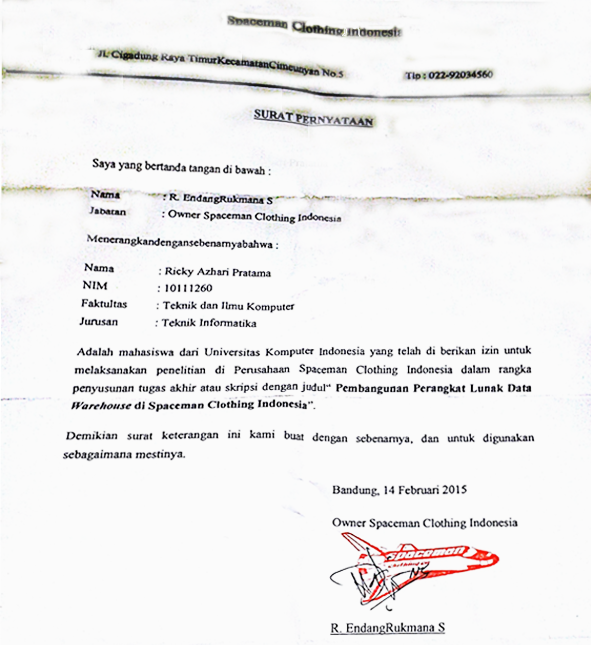 Spaceman Clothing Indonesia
JL Cigadung Raya TimurKecamatanCimeunyan No.5 Tlp : 022-92034560
SURAT PERNYATAAN
Saya yang bertanda tangan di bawah :
Nama : R. EndangRukmana S
Jabatan : Owner Spaceman Clothing Indonesia
Menerangkandengansebenarnyabahwa :
Nama : Ricky Azhari Pratama
NIM : 10111260
Faktultas : Teknik dan Ilmu Komputer
Jurusan : Teknik Informatika
Adalah mahasiswa dari Universitas Komputer Indonesia yang telah di berikan izin untuk
melaksanakan penelitian di Perusahaan Spaceman Clothing Indonesia dalam rangka
penyusunan tugas akhir atau skripsi dengan judul" Pembangunan Perangkat Lunak Data
Warehouse di Spaceman Clothing Indonesia".
Demikian surat keterangan ini kami buat dengan sebenarnya, dan untuk digunakan
sebagaimana mestinya.
Bandung, 14 Februari 2015
Owner Spaceman Clothing Indonesia
spaceman
R. EndangRukmana S